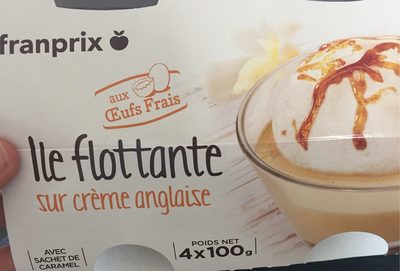 franprix
aux
Œufs Frais
Ile flottante
sur crème anglaise
AVEC
SACHET DE
CARAMEL
POIDS NET
4x100g